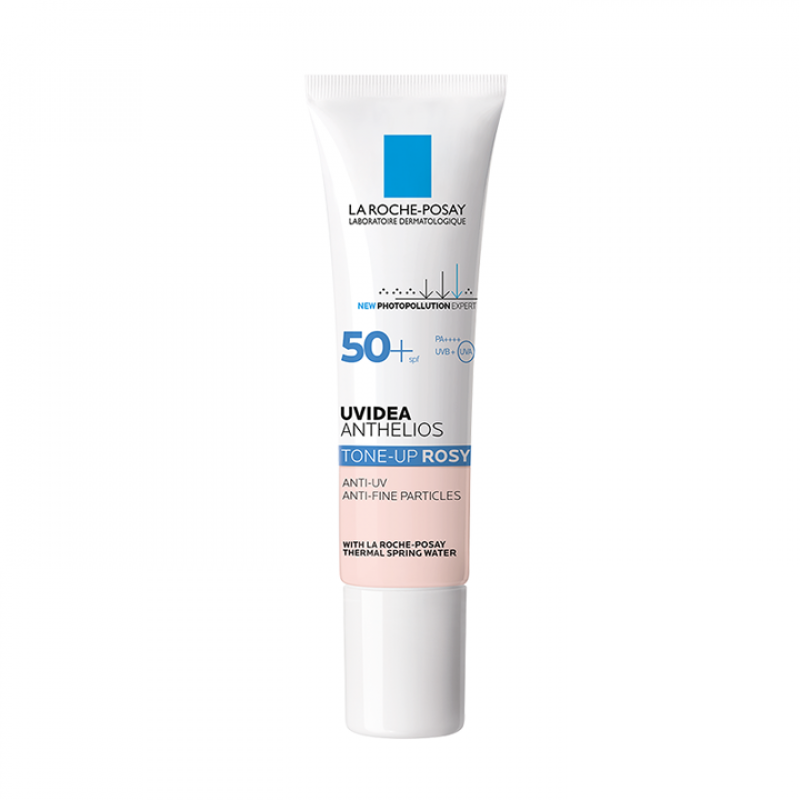 LA ROCHE-POSAY
LABORATOIRE DERMATOLOGIQUE
NEW PHOTOPOLLUTION EXPERT
50+ spf
PA++++
UVB + UVA
UVIDEA
ANTHELIOS
TONE-UP ROSY
ANTI-UV
ANTI-FINE PARTICLES
WITH LA ROCHE-POSAY
THERMAL SPRING WATER